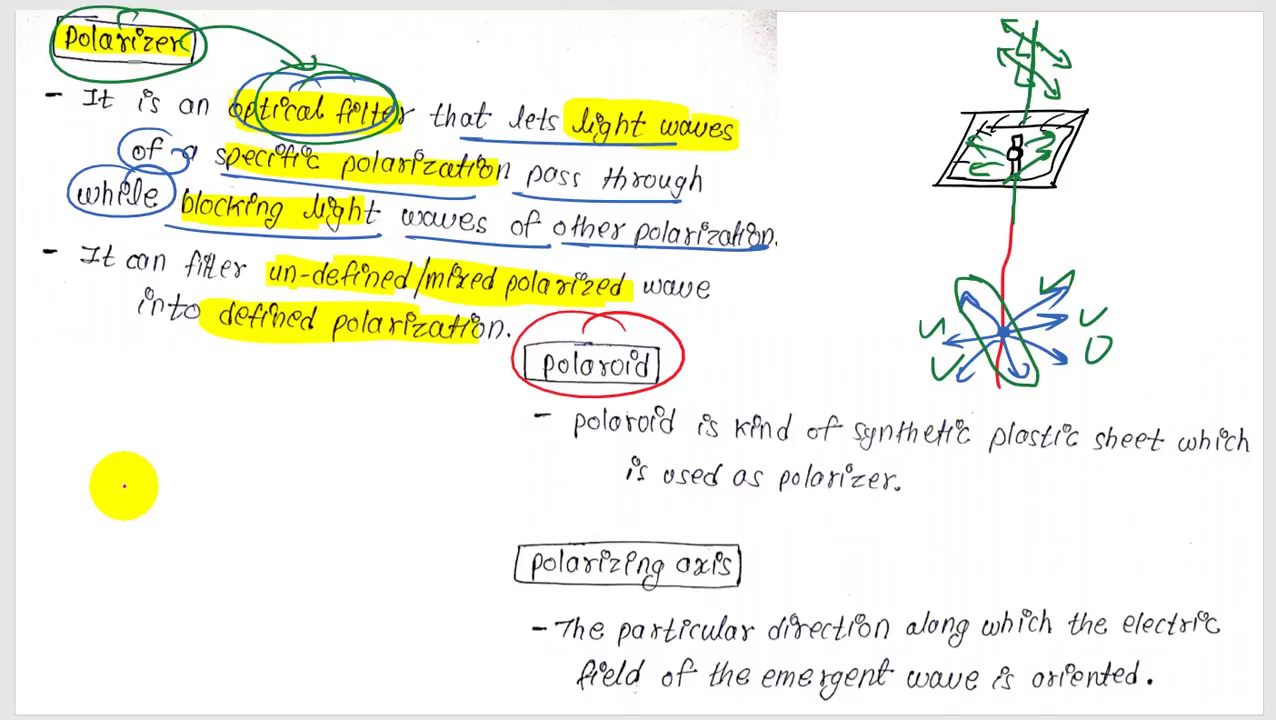 Polarizer
- It is an optical filter that lets light waves
of a specific polarization pass through
while blocking light waves of other polarization.
- It can filter un-defined/mixed polarized wave
into defined polarization.
polaroid
- polaroid is kind of synthetic plastic sheet which
is used as polarizer.
polarizing axis
- The particular direction along which the electric
field of the emergent wave is oriented.